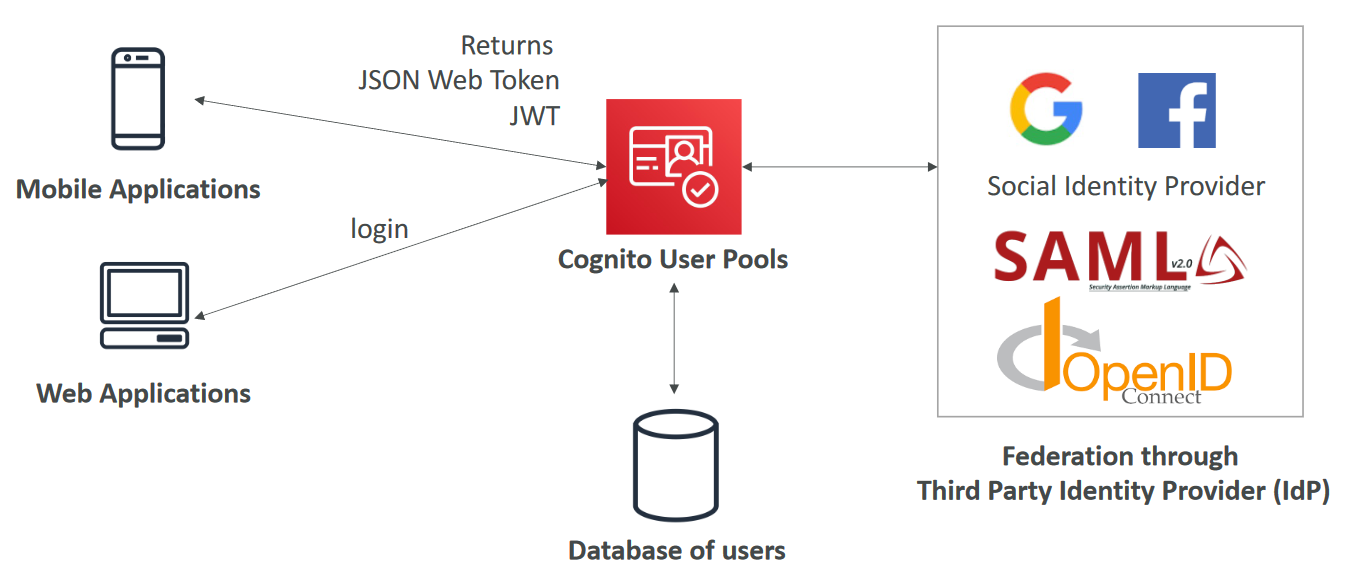 Returns
JSON Web Token
JWT
Mobile Applications
login
Cognito User Pools
Web Applications
Database of users
G
f
Social Identity Provider
SAML v2.0
Security Assertion Markup Language
OpenID
Connect
Federation through
Third Party Identity Provider (IdP)